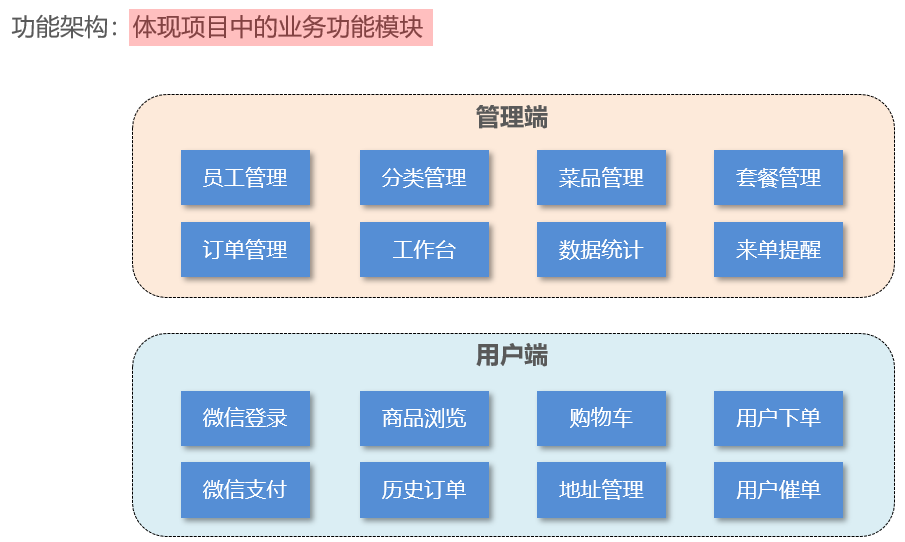 功能架构：体现项目中的业务功能模块
管理端
员工管理 分类管理 菜品管理 套餐管理
订单管理 工作台 数据统计 来单提醒
用户端
微信登录 商品浏览 购物车 用户下单
微信支付 历史订单 地址管理 用户催单